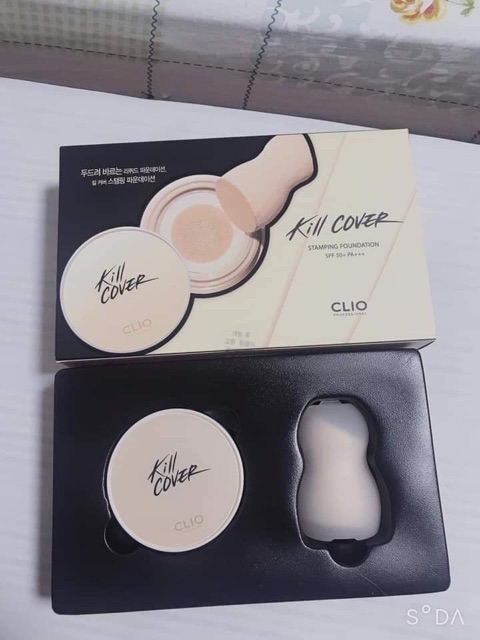 두드려 바르는 리퀴드 파운데이션,
킬 커버 스탬핑 파운데이션
Kill COVER
STAMPING FOUNDATION
SPF 50+ PA+++
CLIO
PROFESSIONAL
Kill
COVER
CLIO
Kill
COVER
CLIO
SODA